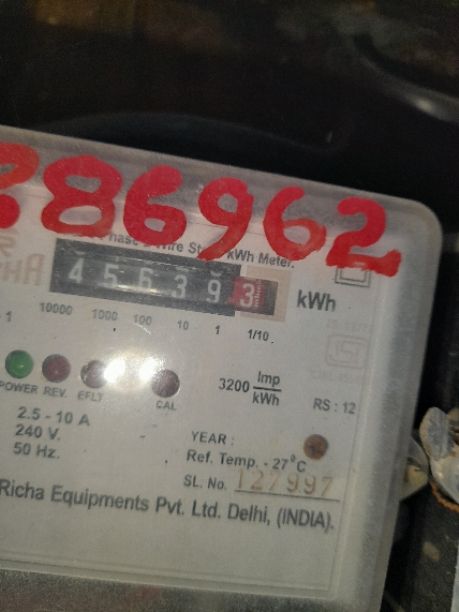 286962
Phase 2 Wire St kWh Meter.
4 5 6 3 9 3 kWh
1 10000 1000 100 10 1 1/10
POWER REV. EFLT CAL
3200 Imp/kWh
RS : 12
2.5 - 10 A
240 V.
50 Hz.
YEAR :
Ref. Temp. - 27°C
SL. No. 127997
Richa Equipments Pvt. Ltd. Delhi, (INDIA).